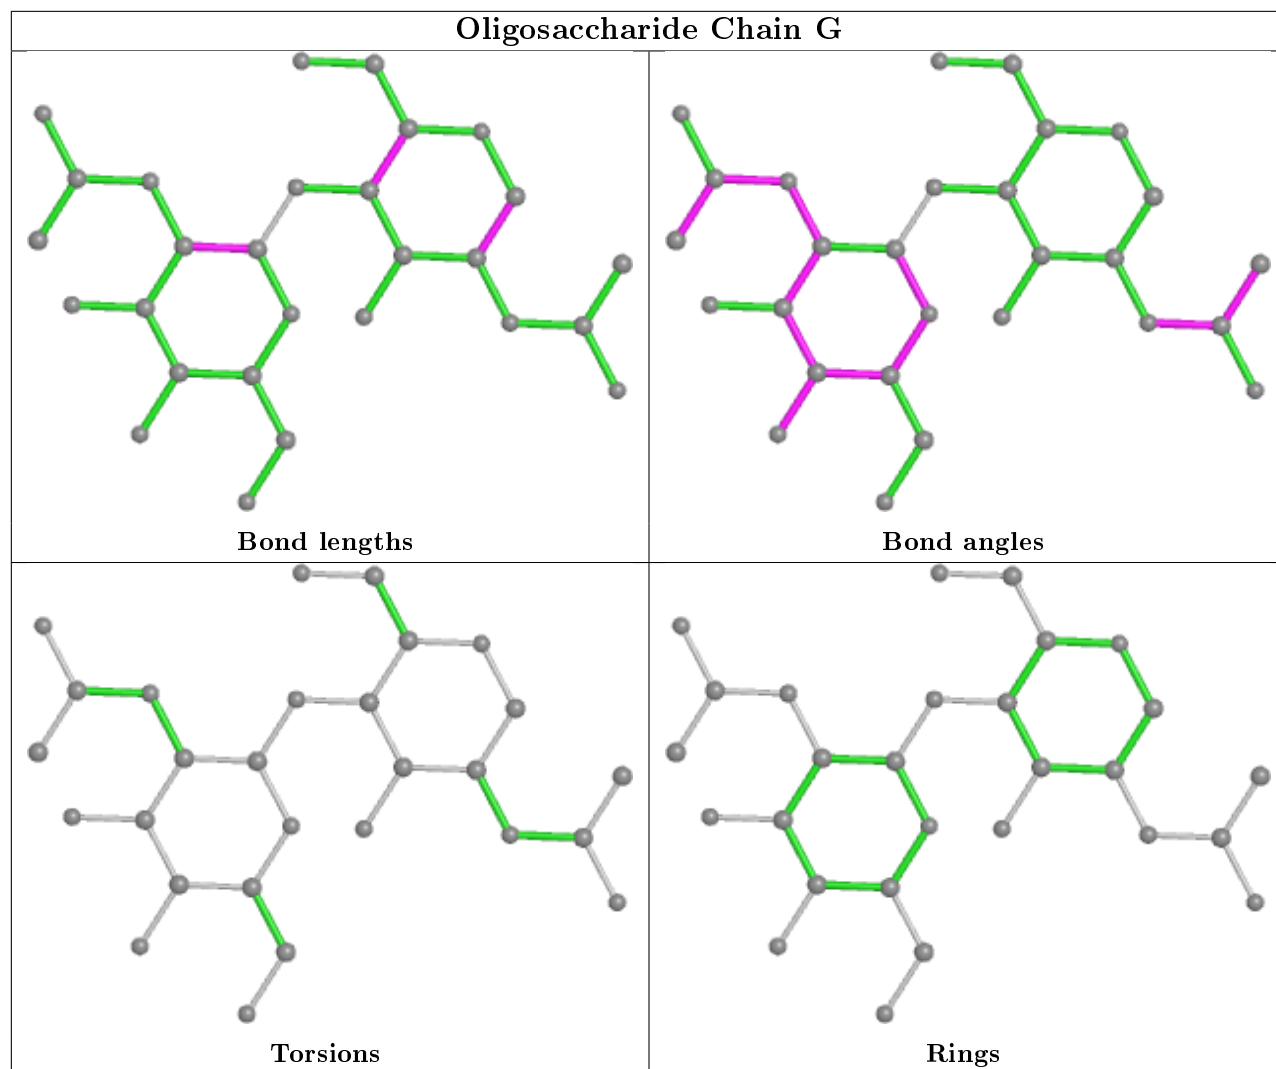 Oligosaccharide Chain G
Bond lengths
Bond angles
Torsions
Rings